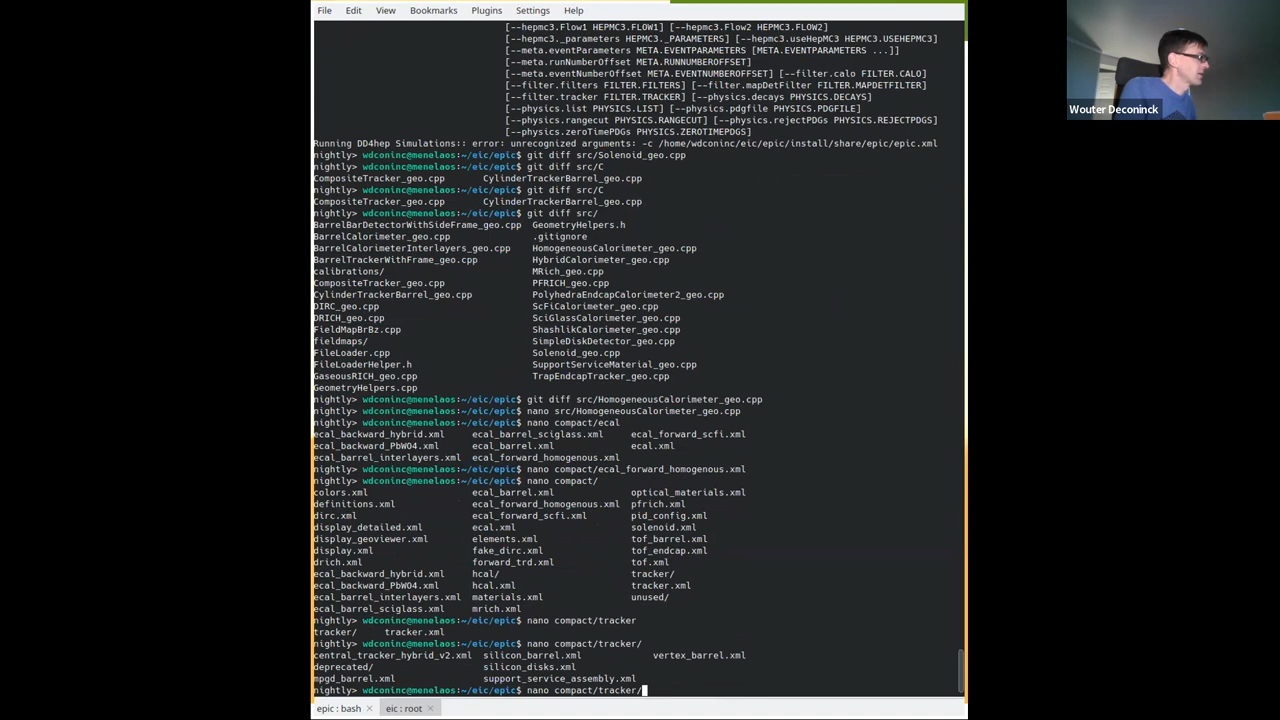 File Edit View Bookmarks Plugins Settings Help
[--hepmc3.Flow1 HEPMC3.FLOW1] [--hepmc3.Flow2 HEPMC3.FLOW2]
[--hepmc3._parameters HEPMC3._PARAMETERS] [--hepmc3.useHepMC3 HEPMC3.USEHEPMC3]
[--meta.eventParameters META.EVENTPARAMETERS [META.EVENTPARAMETERS ...]]
[--meta.runNumberOffset META.RUNNUMBEROFFSET]
[--meta.eventNumberOffset META.EVENTNUMBEROFFSET] [--filter.calo FILTER.CALO]
[--filter.filters FILTER.FILTERS] [--filter.mapDetFilter FILTER.MAPDETFILTER]
[--filter.tracker FILTER.TRACKER] [--physics.decays PHYSICS.DECAYS]
[--physics.list PHYSICS.LIST] [--physics.pdgfile PHYSICS.PDGFILE]
[--physics.rangecut PHYSICS.RANGECUT] [--physics.rejectPDGs PHYSICS.REJECTPDGS]
[--physics.zeroTimePDGs PHYSICS.ZEROTIMEPDGS]
Running DD4hep Simulations:: error: unrecognized arguments: -c /home/wdconinc/eic/epic/install/share/epic/epic.xml
nightly> wdconinc@menelaos:~/eic/epic$ git diff src/Solenoid_geo.cpp
nightly> wdconinc@menelaos:~/eic/epic$ git diff src/C
CompositeTracker_geo.cpp CylinderTrackerBarrel_geo.cpp
nightly> wdconinc@menelaos:~/eic/epic$ git diff src/C
CompositeTracker_geo.cpp CylinderTrackerBarrel_geo.cpp
nightly> wdconinc@menelaos:~/eic/epic$ git diff src/
BarrelBarDetectorWithSideFrame_geo.cpp GeometryHelpers.h
BarrelCalorimeter_geo.cpp .gitignore
BarrelCalorimeterInterlayers_geo.cpp HomogeneousCalorimeter_geo.cpp
BarrelTrackerWithFrame_geo.cpp HybridCalorimeter_geo.cpp
calibrations/ MRich_geo.cpp
CompositeTracker_geo.cpp PFRICH_geo.cpp
CylinderTrackerBarrel_geo.cpp PolyhedraEndcapCalorimeter2_geo.cpp
DIRC_geo.cpp ScFiCalorimeter_geo.cpp
DRICH_geo.cpp SciGlassCalorimeter_geo.cpp
FieldMapBrBz.cpp ShashlikCalorimeter_geo.cpp
fieldmaps/ SimpleDiskDetector_geo.cpp
FileLoader.cpp Solenoid_geo.cpp
FileLoaderHelper.h SupportServiceMaterial_geo.cpp
GaseousRICH_geo.cpp TrapEndcapTracker_geo.cpp
GeometryHelpers.cpp
nightly> wdconinc@menelaos:~/eic/epic$ git diff src/HomogeneousCalorimeter_geo.cpp
nightly> wdconinc@menelaos:~/eic/epic$ nano src/HomogeneousCalorimeter_geo.cpp
nightly> wdconinc@menelaos:~/eic/epic$ nano compact/ecal
ecal_backward_hybrid.xml ecal_barrel_sciglass.xml ecal_forward_scfi.xml
ecal_backward_PbWO4.xml ecal_barrel.xml ecal.xml
ecal_barrel_interlayers.xml ecal_forward_homogenous.xml
nightly> wdconinc@menelaos:~/eic/epic$ nano compact/ecal_forward_homogenous.xml
nightly> wdconinc@menelaos:~/eic/epic$ nano compact/
colors.xml ecal_barrel.xml optical_materials.xml
definitions.xml ecal_forward_homogenous.xml pfrich.xml
dirc.xml ecal_forward_scfi.xml pid_config.xml
display_detailed.xml ecal.xml solenoid.xml
display_geoviewer.xml elements.xml tof_barrel.xml
display.xml fake_dirc.xml tof_endcap.xml
drich.xml forward_trd.xml tof.xml
ecal_backward_hybrid.xml hcal/ tracker/
ecal_backward_PbWO4.xml hcal.xml tracker.xml
ecal_barrel_interlayers.xml materials.xml unused/
ecal_barrel_sciglass.xml mrich.xml
nightly> wdconinc@menelaos:~/eic/epic$ nano compact/tracker
tracker/ tracker.xml
nightly> wdconinc@menelaos:~/eic/epic$ nano compact/tracker/
central_tracker_hybrid_v2.xml silicon_barrel.xml vertex_barrel.xml
deprecated/ silicon_disks.xml
mpgd_barrel.xml support_service_assembly.xml
nightly> wdconinc@menelaos:~/eic/epic$ nano compact/tracker/
epic : bash eic : root
Wouter Deconinck